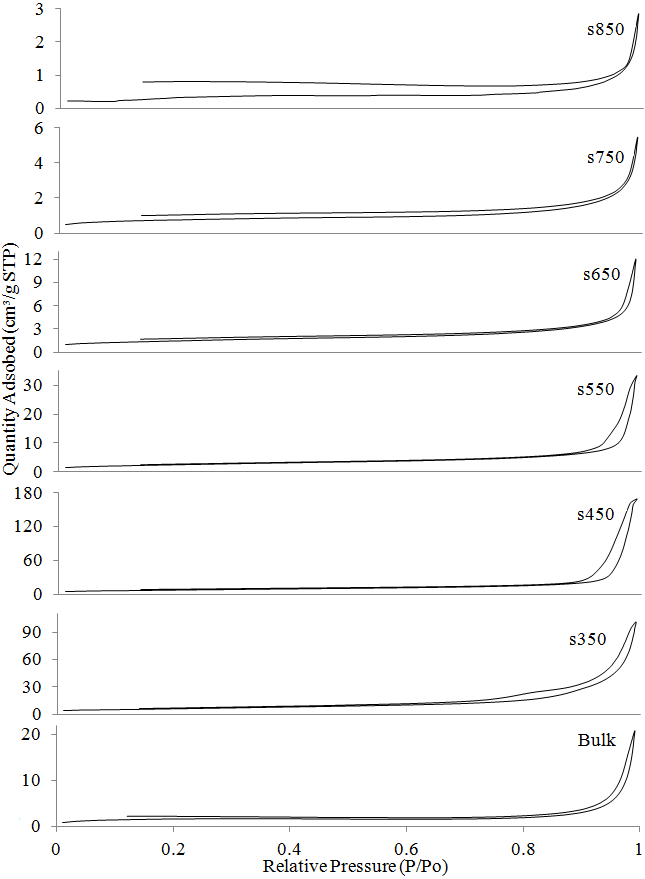 3
s850
2
1
0
6
s750
4
2
0
12
s650
9
6
3
0
Quantity Adsobed (cm³/g STP)
s550
30
20
10
0
180
s450
120
60
0
s350
90
60
30
0
Bulk
20
10
0
0 0.2 0.4 0.6 0.8 1
Relative Pressure (P/Po)